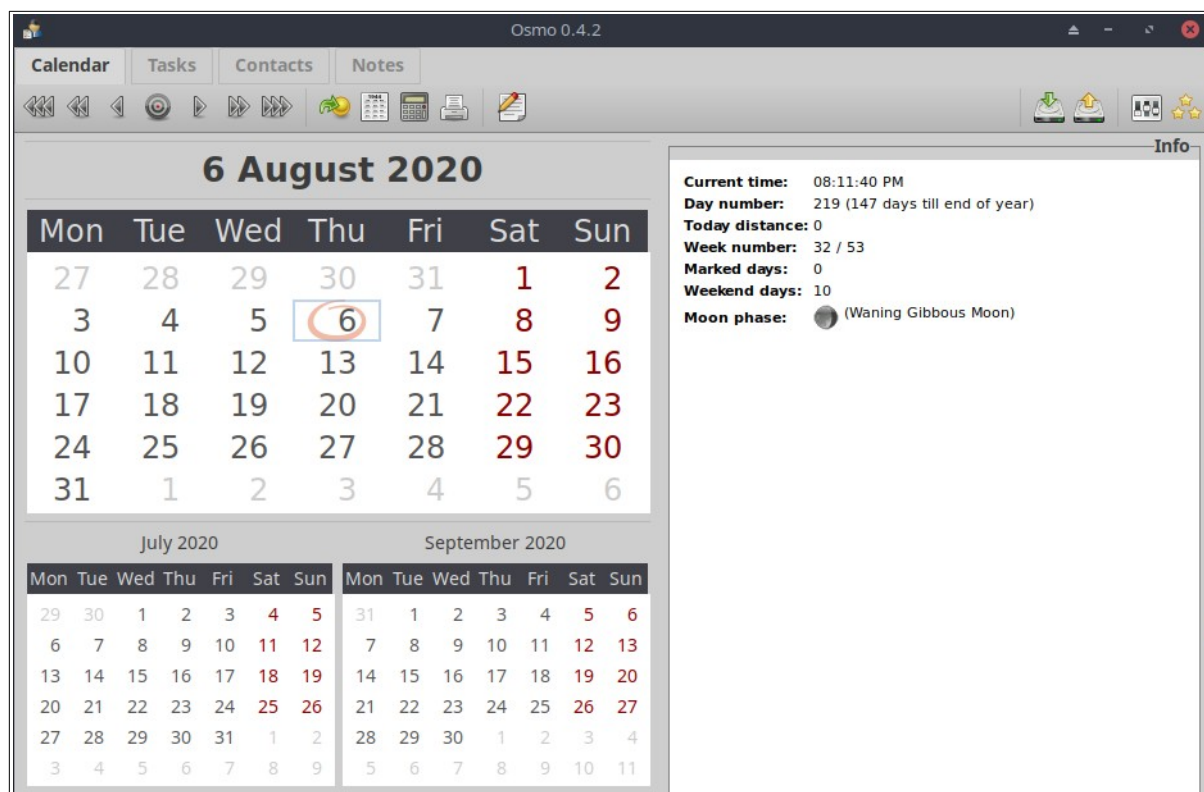 Osmo 0.4.2
Calendar Tasks Contacts Notes
6 August 2020
Mon Tue Wed Thu Fri Sat Sun
27 28 29 30 31 1 2
3 4 5 6 7 8 9
10 11 12 13 14 15 16
17 18 19 20 21 22 23
24 25 26 27 28 29 30
31 1 2 3 4 5 6
July 2020
Mon Tue Wed Thu Fri Sat Sun
29 30 1 2 3 4 5
6 7 8 9 10 11 12
13 14 15 16 17 18 19
20 21 22 23 24 25 26
27 28 29 30 31 1 2
3 4 5 6 7 8 9
September 2020
Mon Tue Wed Thu Fri Sat Sun
31 1 2 3 4 5 6
7 8 9 10 11 12 13
14 15 16 17 18 19 20
21 22 23 24 25 26 27
28 29 30 1 2 3 4
5 6 7 8 9 10 11
Info
Current time: 08:11:40 PM
Day number: 219 (147 days till end of year)
Today distance: 0
Week number: 32 / 53
Marked days: 0
Weekend days: 10
Moon phase: (Waning Gibbous Moon)